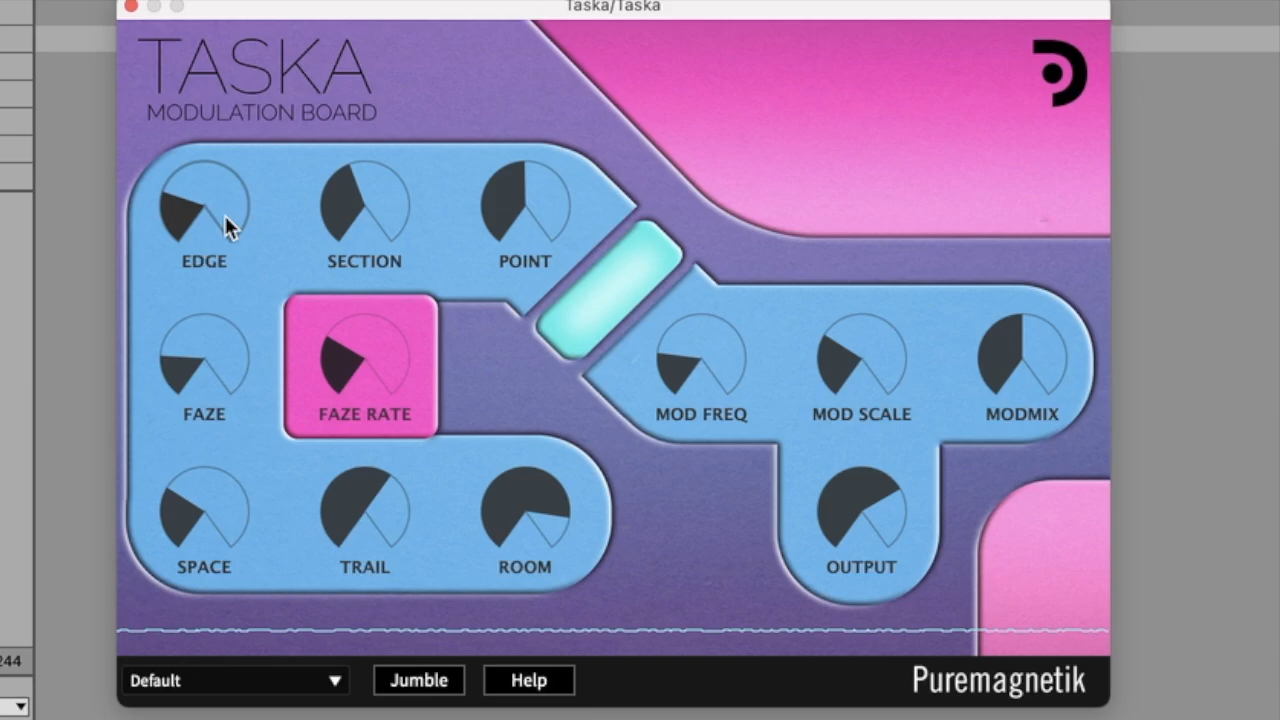 Taska/Taska
TASKA
MODULATION BOARD
EDGE SECTION POINT
FAZE FAZE RATE MOD FREQ MOD SCALE MODMIX
SPACE TRAIL ROOM OUTPUT
244
Default Jumble Help Puremagnetik